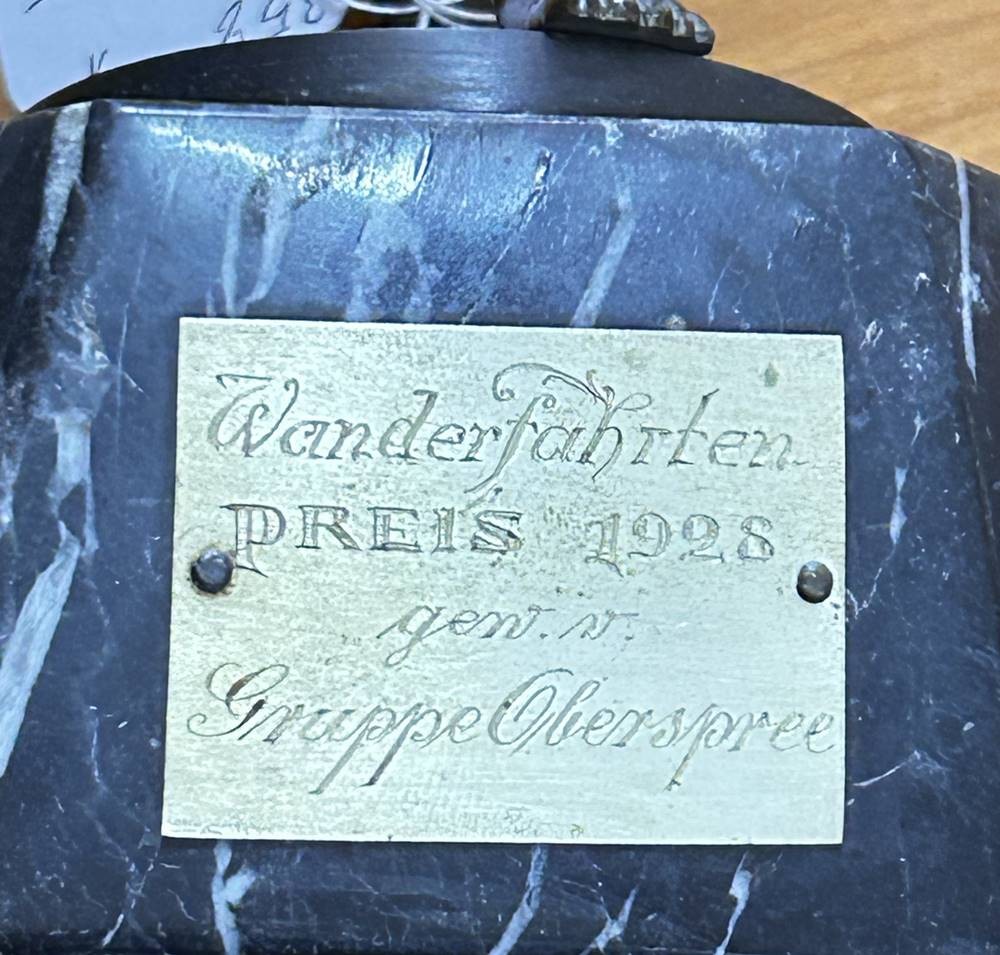 Wanderfahrten
PREIS 1928
gew. v.
Gruppe Oberspree